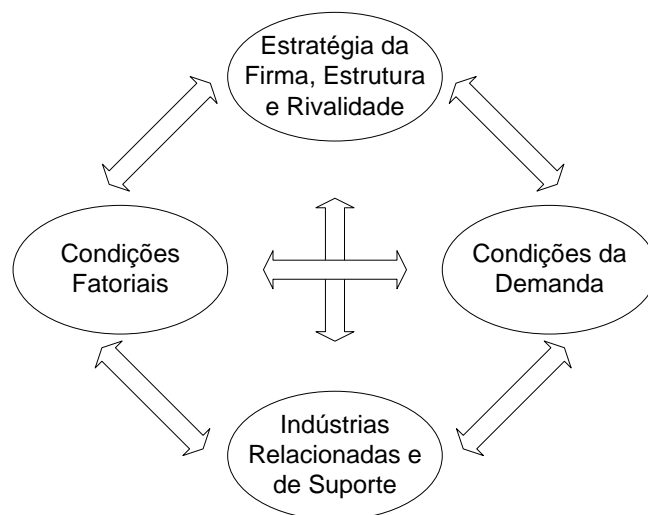 Estratégia da
Firma, Estrutura
e Rivalidade
Condições
Fatoriais
Condições da
Demanda
Indústrias
Relacionadas e
de Suporte